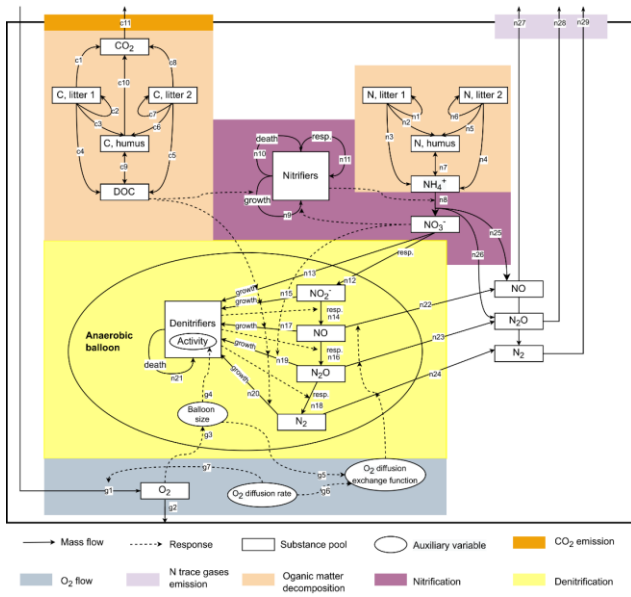 c11
n27
n28
n29
CO2
c1
c8
c10
C, litter 1
C, litter 2
c2
c7
c3
c6
C, humus
c4
c5
c9
DOC
N, litter 1
N, litter 2
n1
n6
n2
n5
n3
n4
N, humus
n7
NH4+
n8
NO3-
death
resp.
n10
n11
Nitrifiers
growth
n9
n25
n26
resp.
n13
n12
NO
N2O
N2
n22
n23
n24
Anaerobic
balloon
growth
n15
growth
NO2-
resp.
n14
Denitrifiers
Activity
growth
n17
NO
resp.
n16
growth
n19
N2O
death
n21
growth
n20
resp.
n18
N2
g4
Balloon
size
g3
g7
g5
g6
g1
O2
g2
O2 diffusion rate
O2 diffusion
exchange function
Mass flow
Response
Substance pool
Auxiliary variable
CO2 emission
O2 flow
N trace gases
emission
Oganic matter
decomposition
Nitrification
Denitrification